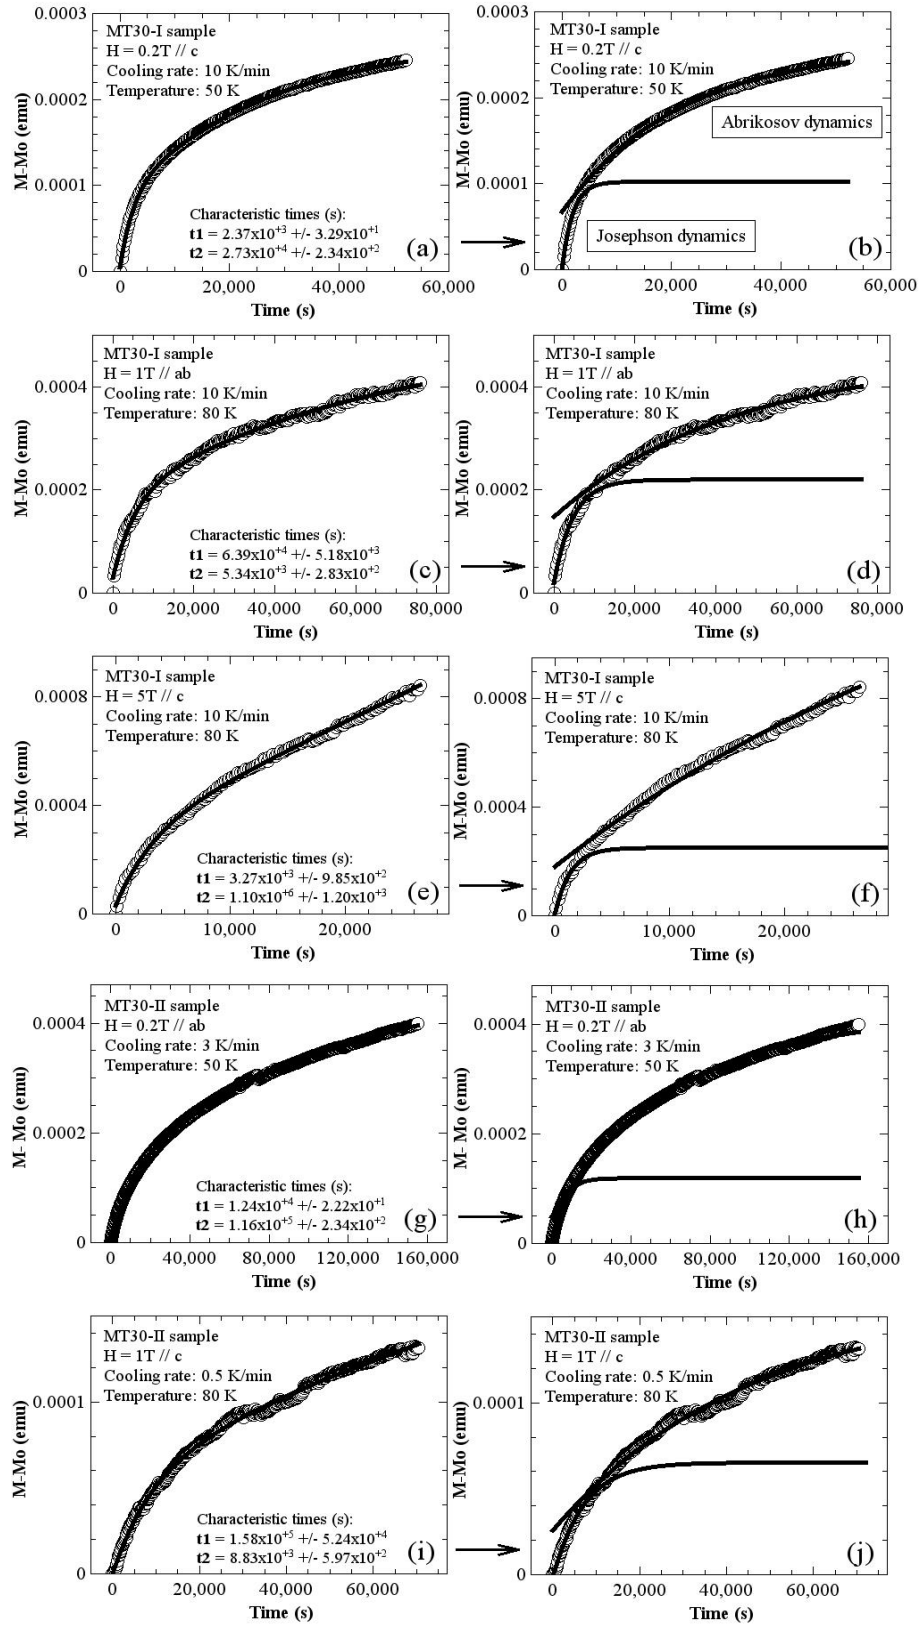 MT30-I sample
H = 0.2T // c
Cooling rate: 10 K/min
Temperature: 50 K
M-Mo (emu)
0.0003
0.0002
0.0001
0
Characteristic times (s):
t1 = 2.37x10+3 +/- 3.29x10+1
t2 = 2.73x10+4 +/- 2.34x10+2
(a)
0
20,000
40,000
60,000
Time (s)
MT30-I sample
H = 0.2T // c
Cooling rate: 10 K/min
Temperature: 50 K
M-Mo (emu)
0.0003
0.0002
0.0001
0
Abrikosov dynamics
Josephson dynamics
(b)
0
20,000
40,000
60,000
Time (s)
MT30-I sample
H = 1T // ab
Cooling rate: 10 K/min
Temperature: 80 K
M-Mo (emu)
0.0004
0.0002
0
Characteristic times (s):
t1 = 6.39x10+4 +/- 5.18x10+3
t2 = 5.34x10+3 +/- 2.83x10+2
(c)
0
20,000
40,000
60,000
80,000
Time (s)
MT30-I sample
H = 1T // ab
Cooling rate: 10 K/min
Temperature: 80 K
M-Mo (emu)
0.0004
0.0002
0
(d)
0
20,000
40,000
60,000
80,000
Time (s)
MT30-I sample
H = 5T // c
Cooling rate: 10 K/min
Temperature: 80 K
M-Mo (emu)
0.0008
0.0004
0
Characteristic times (s):
t1 = 3.27x10+3 +/- 9.85x10+2
t2 = 1.10x10+6 +/- 1.20x10+3
(e)
0
10,000
20,000
Time (s)
MT30-I sample
H = 5T // c
Cooling rate: 10 K/min
Temperature: 80 K
M-Mo (emu)
0.0008
0.0004
0
(f)
0
10,000
20,000
Time (s)
MT30-II sample
H = 0.2T // ab
Cooling rate: 3 K/min
Temperature: 50 K
M- Mo (emu)
0.0004
0.0002
0
Characteristic times (s):
t1 = 1.24x10+4 +/- 2.22x10+1
t2 = 1.16x10+5 +/- 2.34x10+2
(g)
0
40,000
80,000
120,000
160,000
Time (s)
MT30-II sample
H = 0.2T // ab
Cooling rate: 3 K/min
Temperature: 50 K
M- Mo (emu)
0.0004
0.0002
0
(h)
0
40,000
80,000
120,000
160,000
Time (s)
MT30-II sample
H = 1T // c
Cooling rate: 0.5 K/min
Temperature: 80 K
M-Mo (emu)
0.0001
0
Characteristic times (s):
t1 = 1.58x10+5 +/- 5.24x10+4
t2 = 8.83x10+3 +/- 5.97x10+2
(i)
0
20,000
40,000
60,000
Time (s)
MT30-II sample
H = 1T // c
Cooling rate: 0.5 K/min
Temperature: 80 K
M-Mo (emu)
0.0001
0
(j)
0
20,000
40,000
60,000
Time (s)